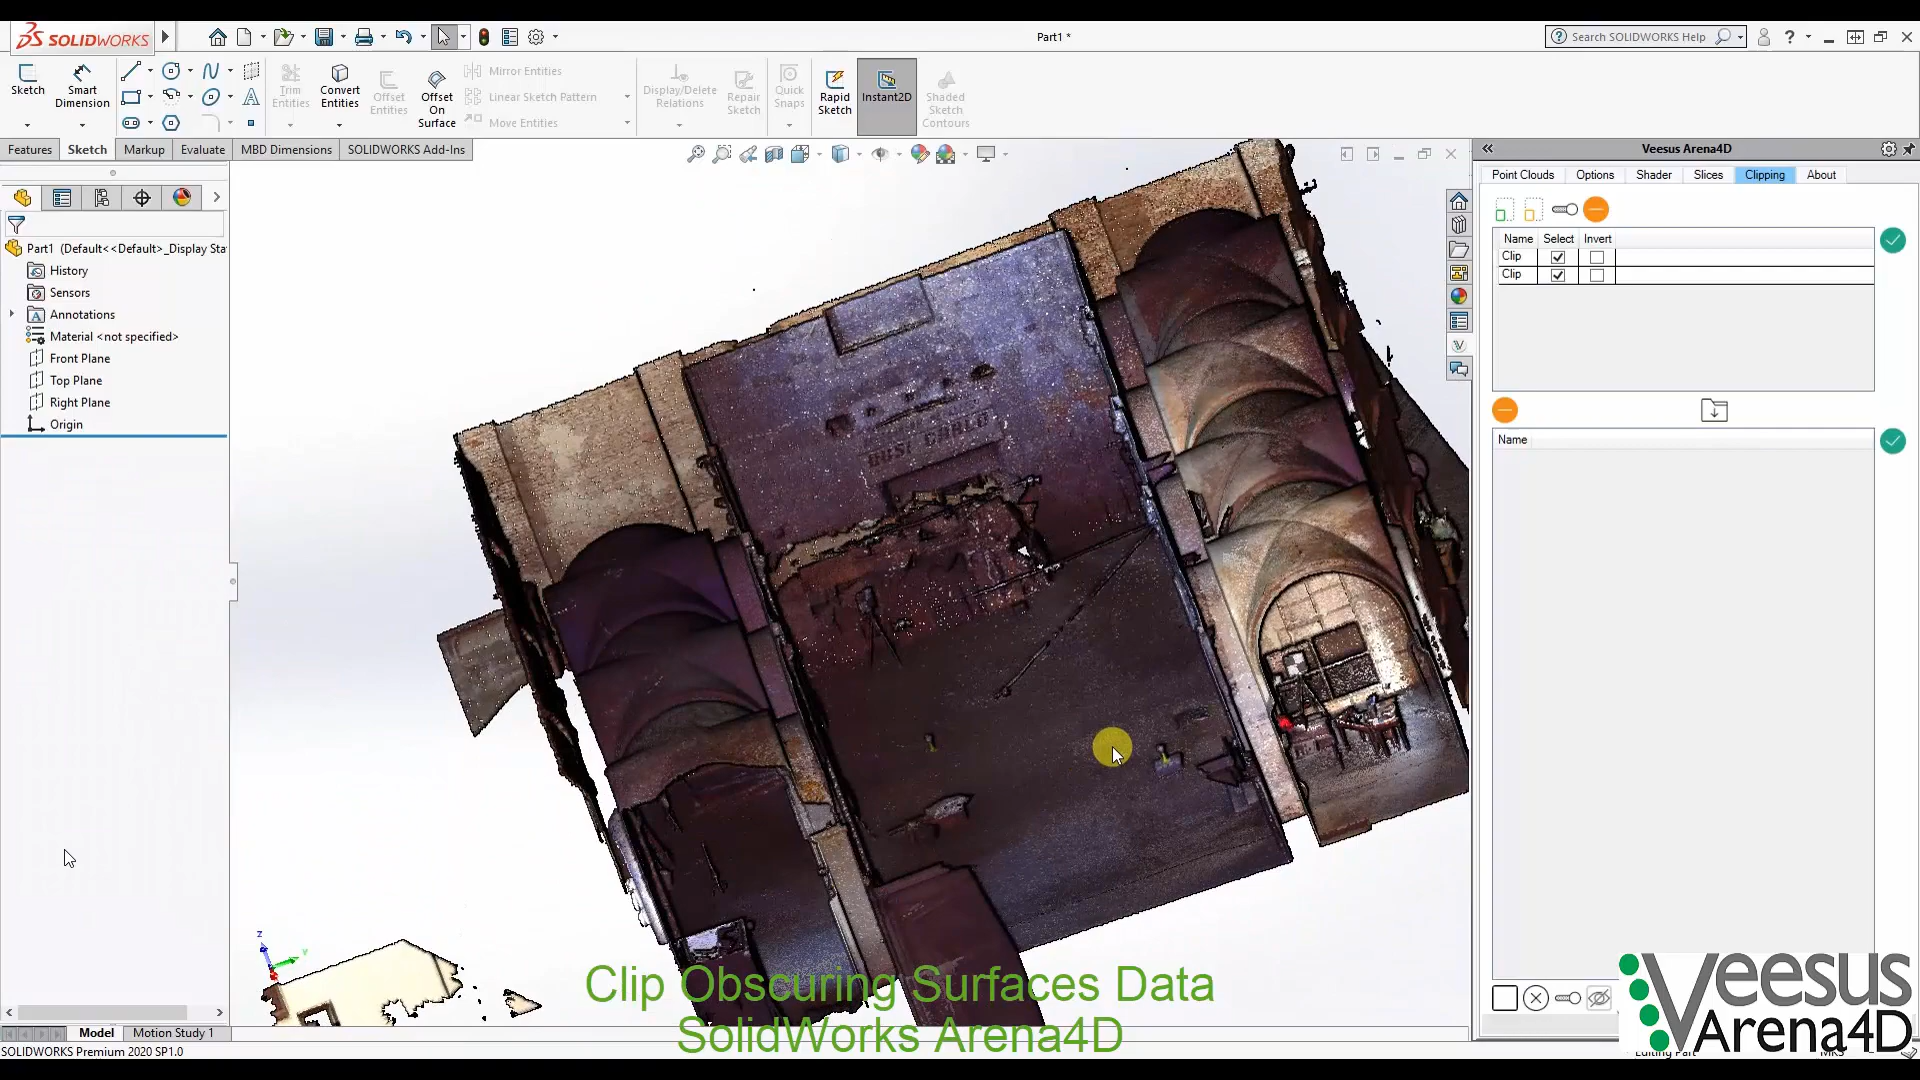 SOLIDWORKS
Part1 *
Search SOLIDWORKS Help
Sketch
Smart Dimension
Trim Entities
Convert Entities
Offset Entities
Offset On Surface
Mirror Entities
Linear Sketch Pattern
Move Entities
Display/Delete Relations
Repair Sketch
Quick Snaps
Rapid Sketch
Instant2D
Shaded Sketch Contours
Features
Sketch
Markup
Evaluate
MBD Dimensions
SOLIDWORKS Add-Ins
Part1 (Default<<Default>_Display Sta
History
Sensors
Annotations
Material <not specified>
Front Plane
Top Plane
Right Plane
Origin
Veesus Arena4D
Point Clouds
Options
Shader
Slices
Clipping
About
Name Select Invert
Clip
Clip
Name
CARLO
Z
Y
Clip Obscuring Surfaces Data
SolidWorks Arena4D
Veesus
Arena4D
Model
Motion Study 1
SOLIDWORKS Premium 2020 SP1.0
Editing Part
MKS